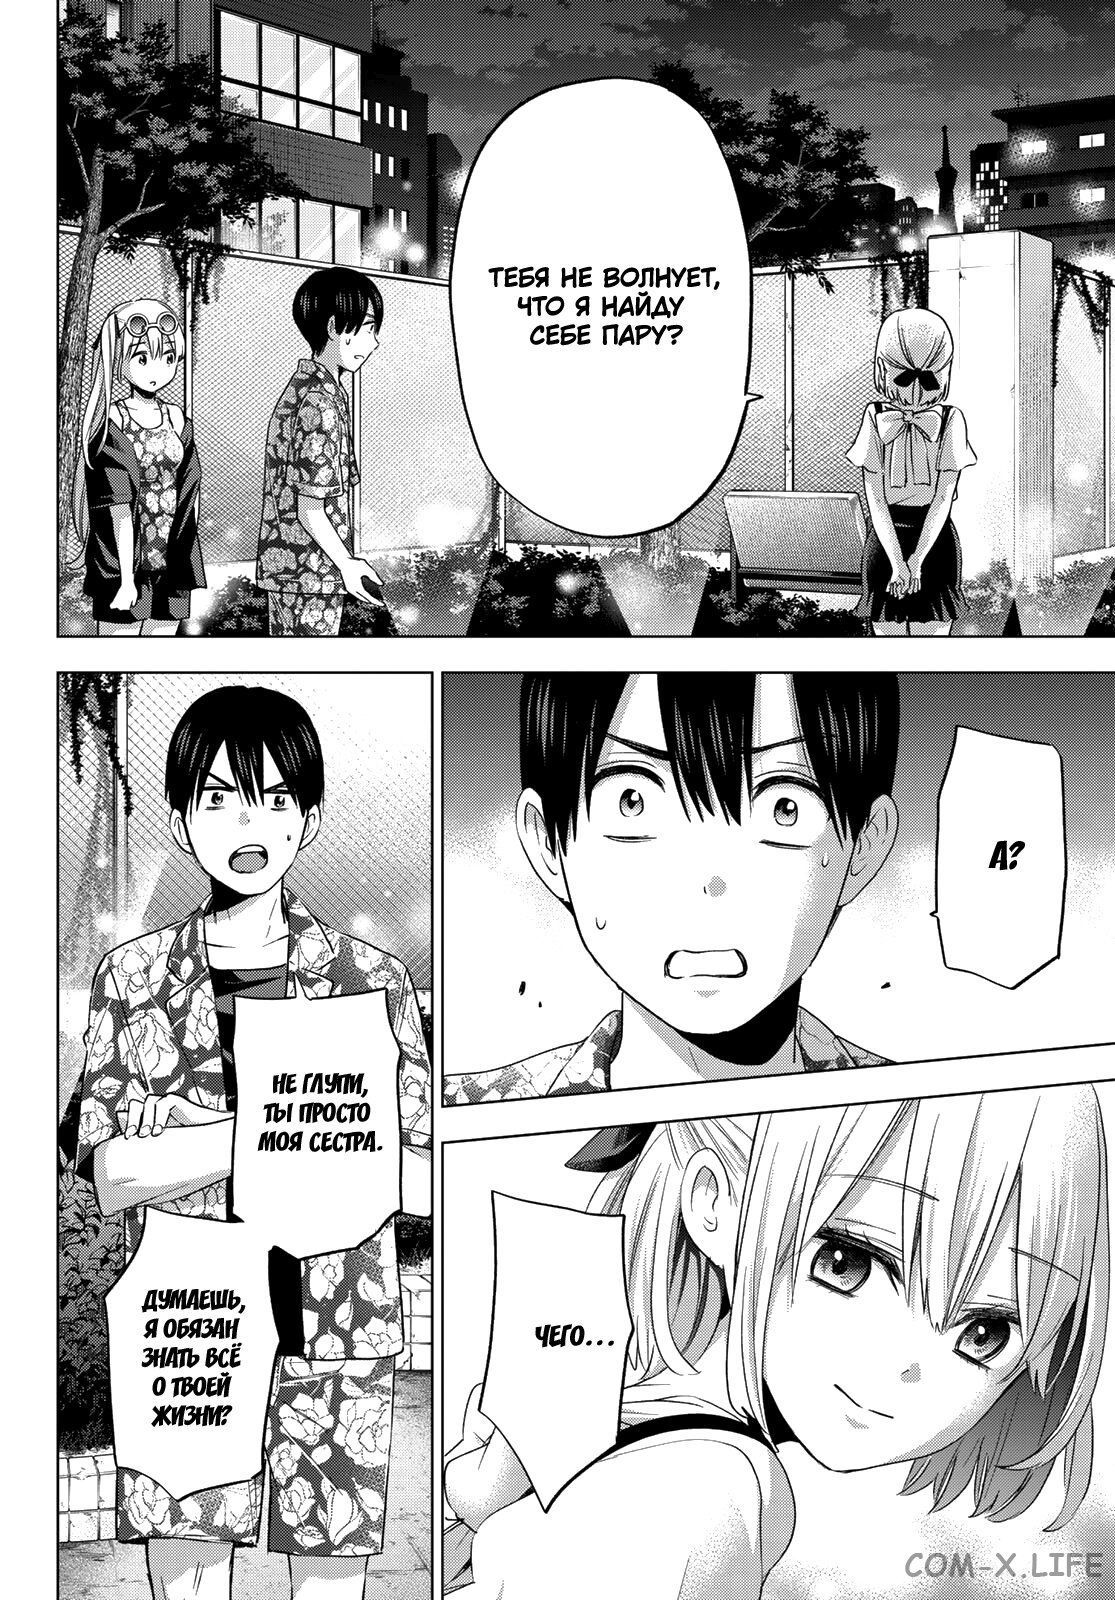 ТЕБЯ НЕ ВОЛНУЕТ,
ЧТО Я НАЙДУ
СЕБЕ ПАРУ?
А?
ЧЕГО...
НЕ ГЛУПИ,
ТЫ ПРОСТО
МОЯ СЕСТРА.
ДУМАЕШЬ,
Я ОБЯЗАН
ЗНАТЬ ВСЁ
О ТВОЕЙ
ЖИЗНИ?
COM-X.LIFE